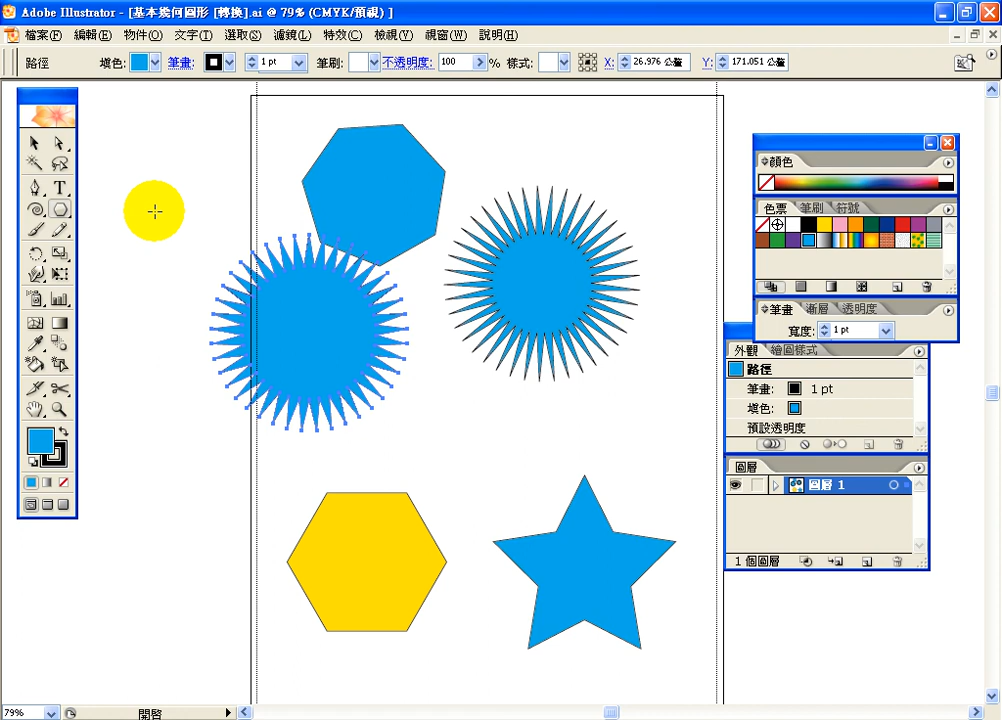 Adobe Illustrator - [基本幾何圖形 [轉換].ai @ 79% (CMYK/預視) ]
檔案(F) 編輯(E) 物件(O) 文字(T) 選取(S) 濾鏡(L) 特效(C) 檢視(V) 視窗(W) 說明(H)
路徑 填色: 筆畫: 1 pt 筆刷: 不透明度: 100 % 樣式: X: 26.976 公釐 Y: 171.051 公釐
顏色
色票 筆刷 符號
筆畫 漸層 透明度
寬度: 1 pt
外觀 繪圖樣式
路徑
筆畫: 1 pt
填色:
預設透明度
圖層
圖層 1
1 個圖層
79% 開啓